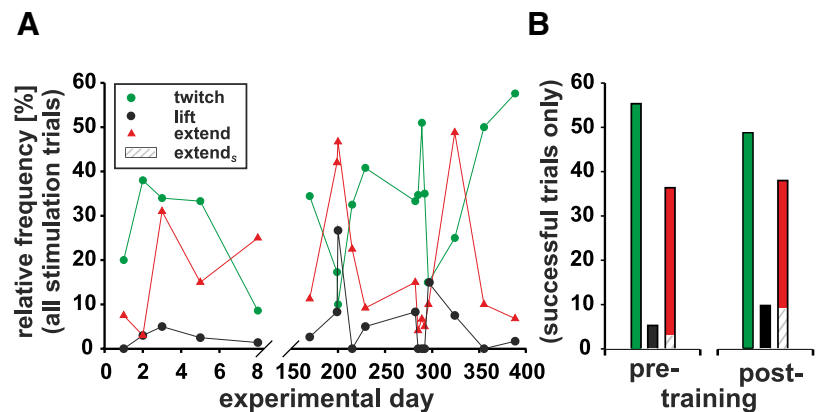 A
relative frequency [%]
(all stimulation trials)
60
50
40
30
20
10
0
twitch
lift
extend
extends
0 2 4 6 8 150 200 250 300 350 400
experimental day
B
(successful trials only)
60
50
40
30
20
10
0
pre- post-
training